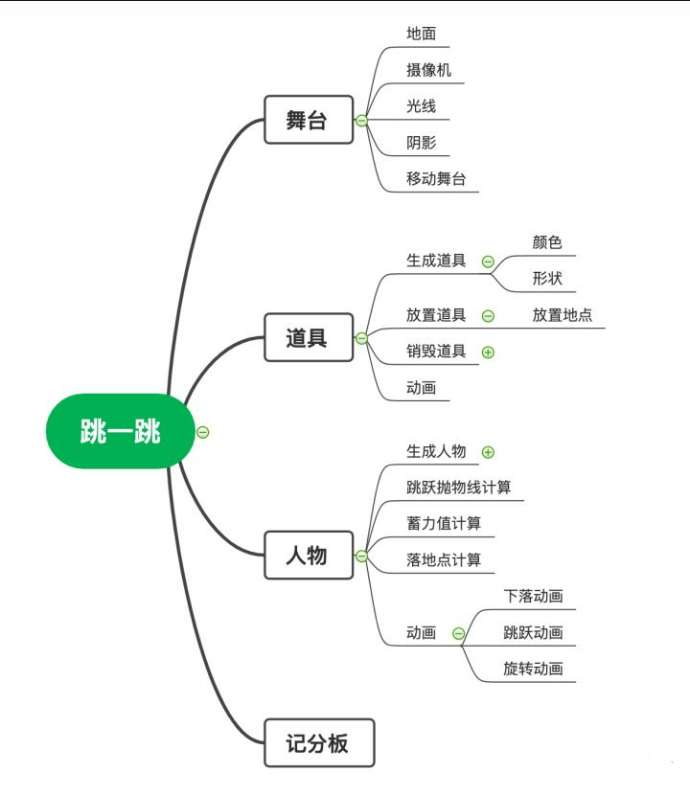 地面
摄像机
舞台
光线
阴影
移动舞台
颜色
生成道具
形状
道具
放置道具
放置地点
销毁道具
动画
跳一跳
生成人物
跳跃抛物线计算
蓄力值计算
人物
落地点计算
下落动画
动画
跳跃动画
旋转动画
记分板